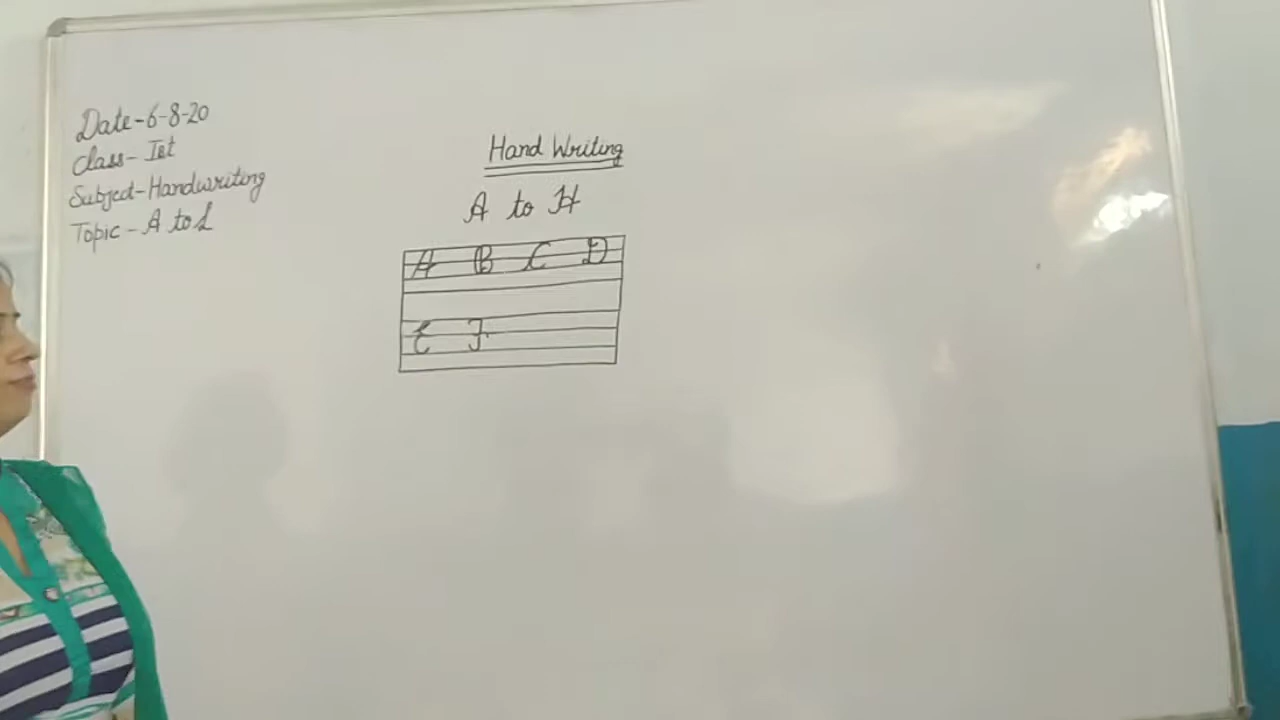 Date-6-8-20
Class-Ist
Subject-Handwriting
Topic-A to L
Hand Writing
A to H
A B C D
E F